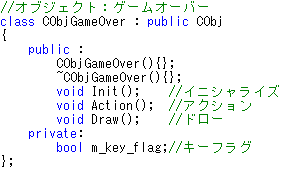 //オブジェクト：ゲームオーバー
class CObjGameOver : public CObj
{
    public :
        CObjGameOver(){};
        ~CObjGameOver(){};
        void Init();    //イニシャライズ
        void Action();  //アクション
        void Draw();    //ドロー
    private:
        bool m_key_flag;//キーフラグ
};